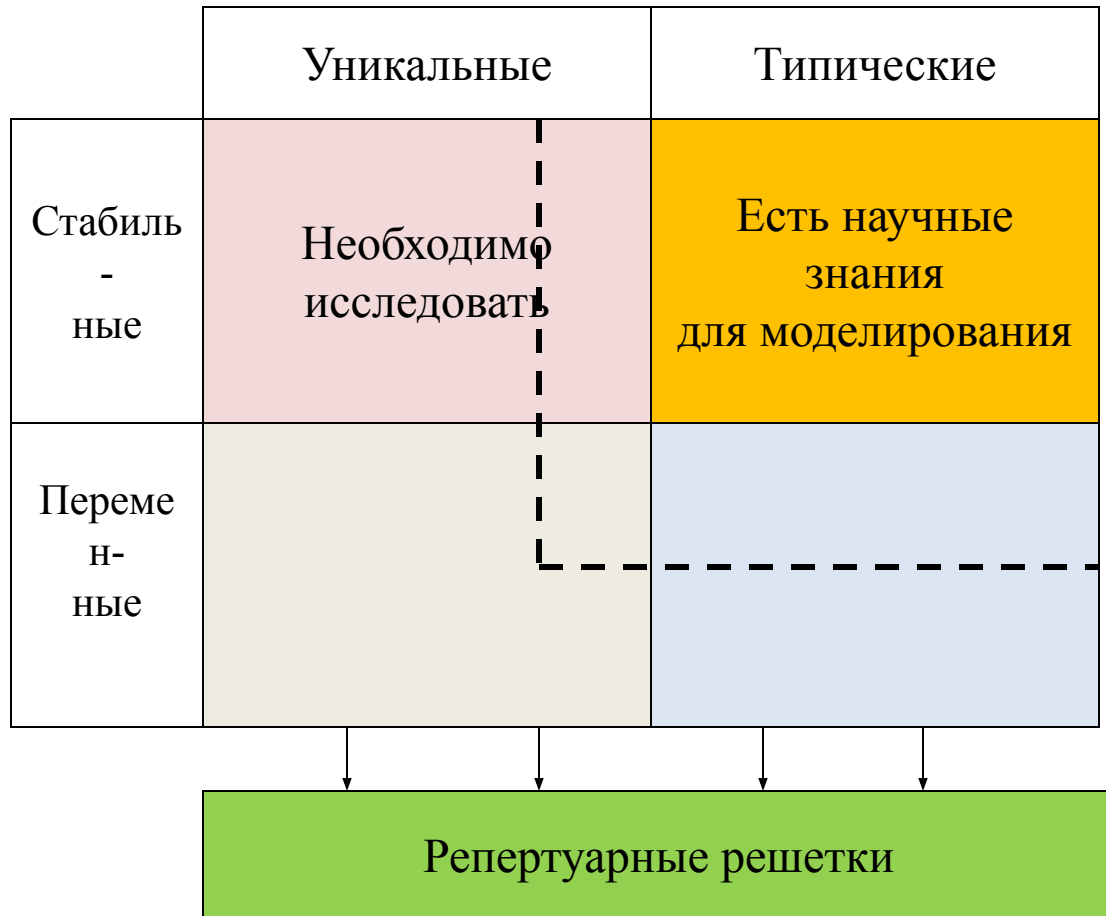 Уникальные
Типические
Стабиль
-
ные
Необходимо
исследовать
Есть научные
знания
для моделирования
Переме
н-
ные
Репертуарные решетки